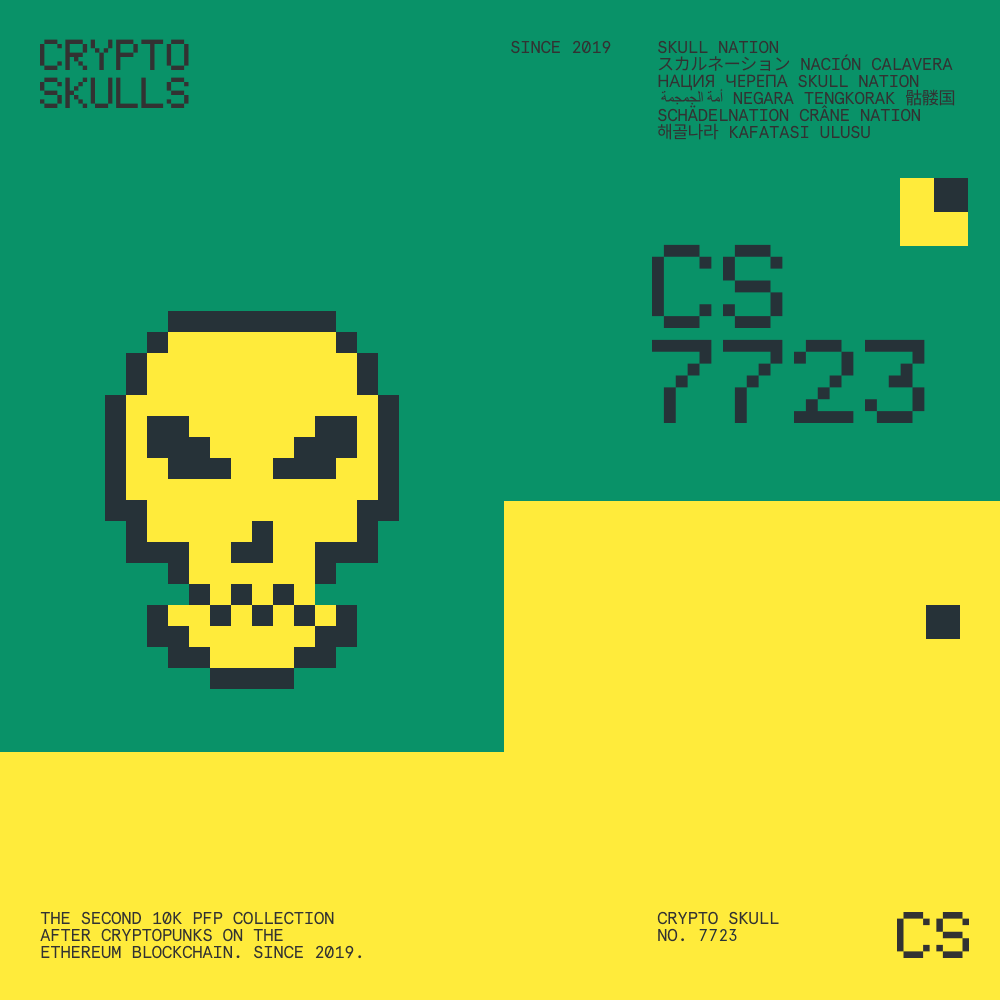 CRYPTO
SKULLS
SINCE 2019
SKULL NATION
スカルネーション NACIÓN CALAVERA
НАЦИЯ ЧЕРЕПА SKULL NATION
أمة الجمجمة NEGARA TENGKORAK 骷髅国
SCHÄDELNATION CRÂNE NATION
해골나라 KAFATASI ULUSU
CS
7723
THE SECOND 10K PFP COLLECTION
AFTER CRYPTOPUNKS ON THE
ETHEREUM BLOCKCHAIN. SINCE 2019.
CRYPTO SKULL
NO. 7723
CS